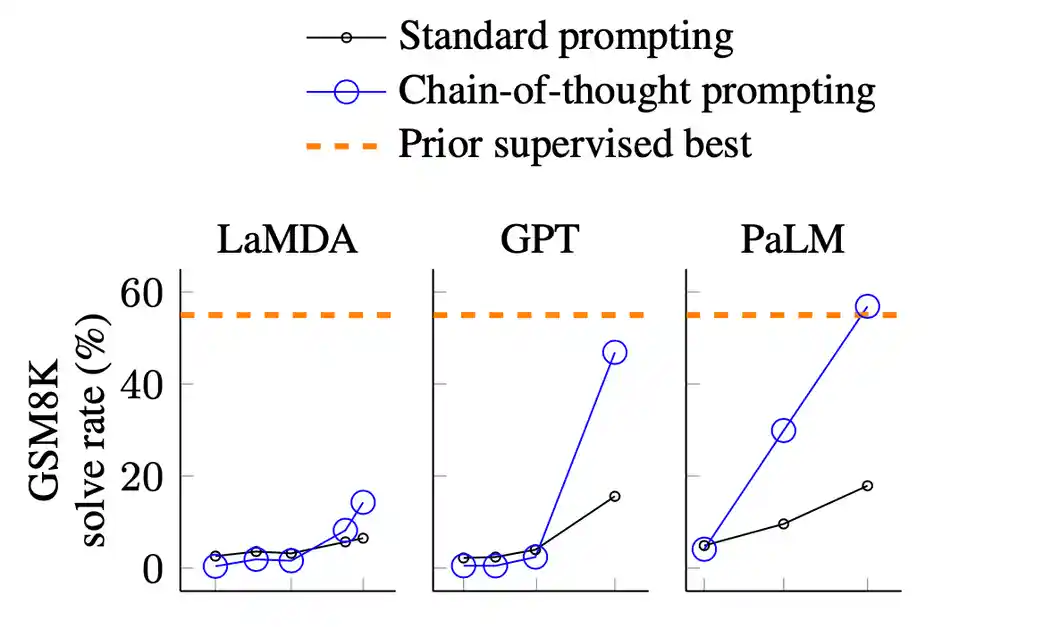 Standard prompting
Chain-of-thought prompting
Prior supervised best
LaMDA
GPT
PaLM
GSM8K
solve rate (%)
60
40
20
0